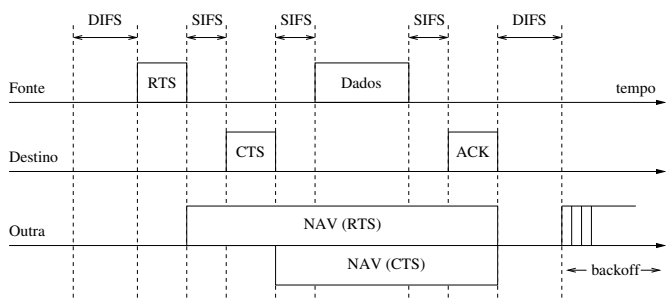 DIFS SIFS SIFS SIFS DIFS
Fonte RTS Dados tempo
Destino CTS ACK
Outra NAV (RTS)
NAV (CTS) backoff